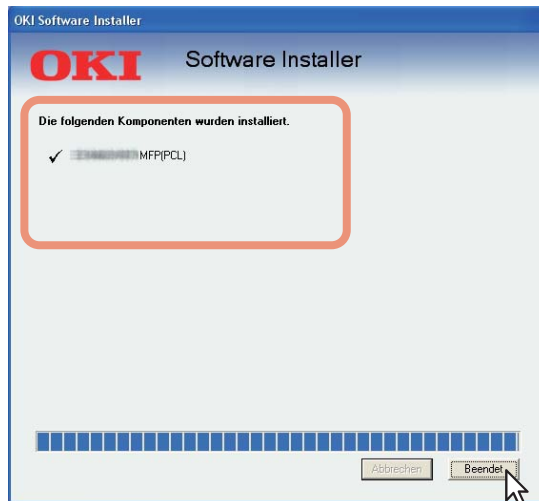 OKI Software Installer
OKI
Software Installer
Die folgenden Komponenten wurden installiert.
MFP(PCL)
Abbrechen
Beendet